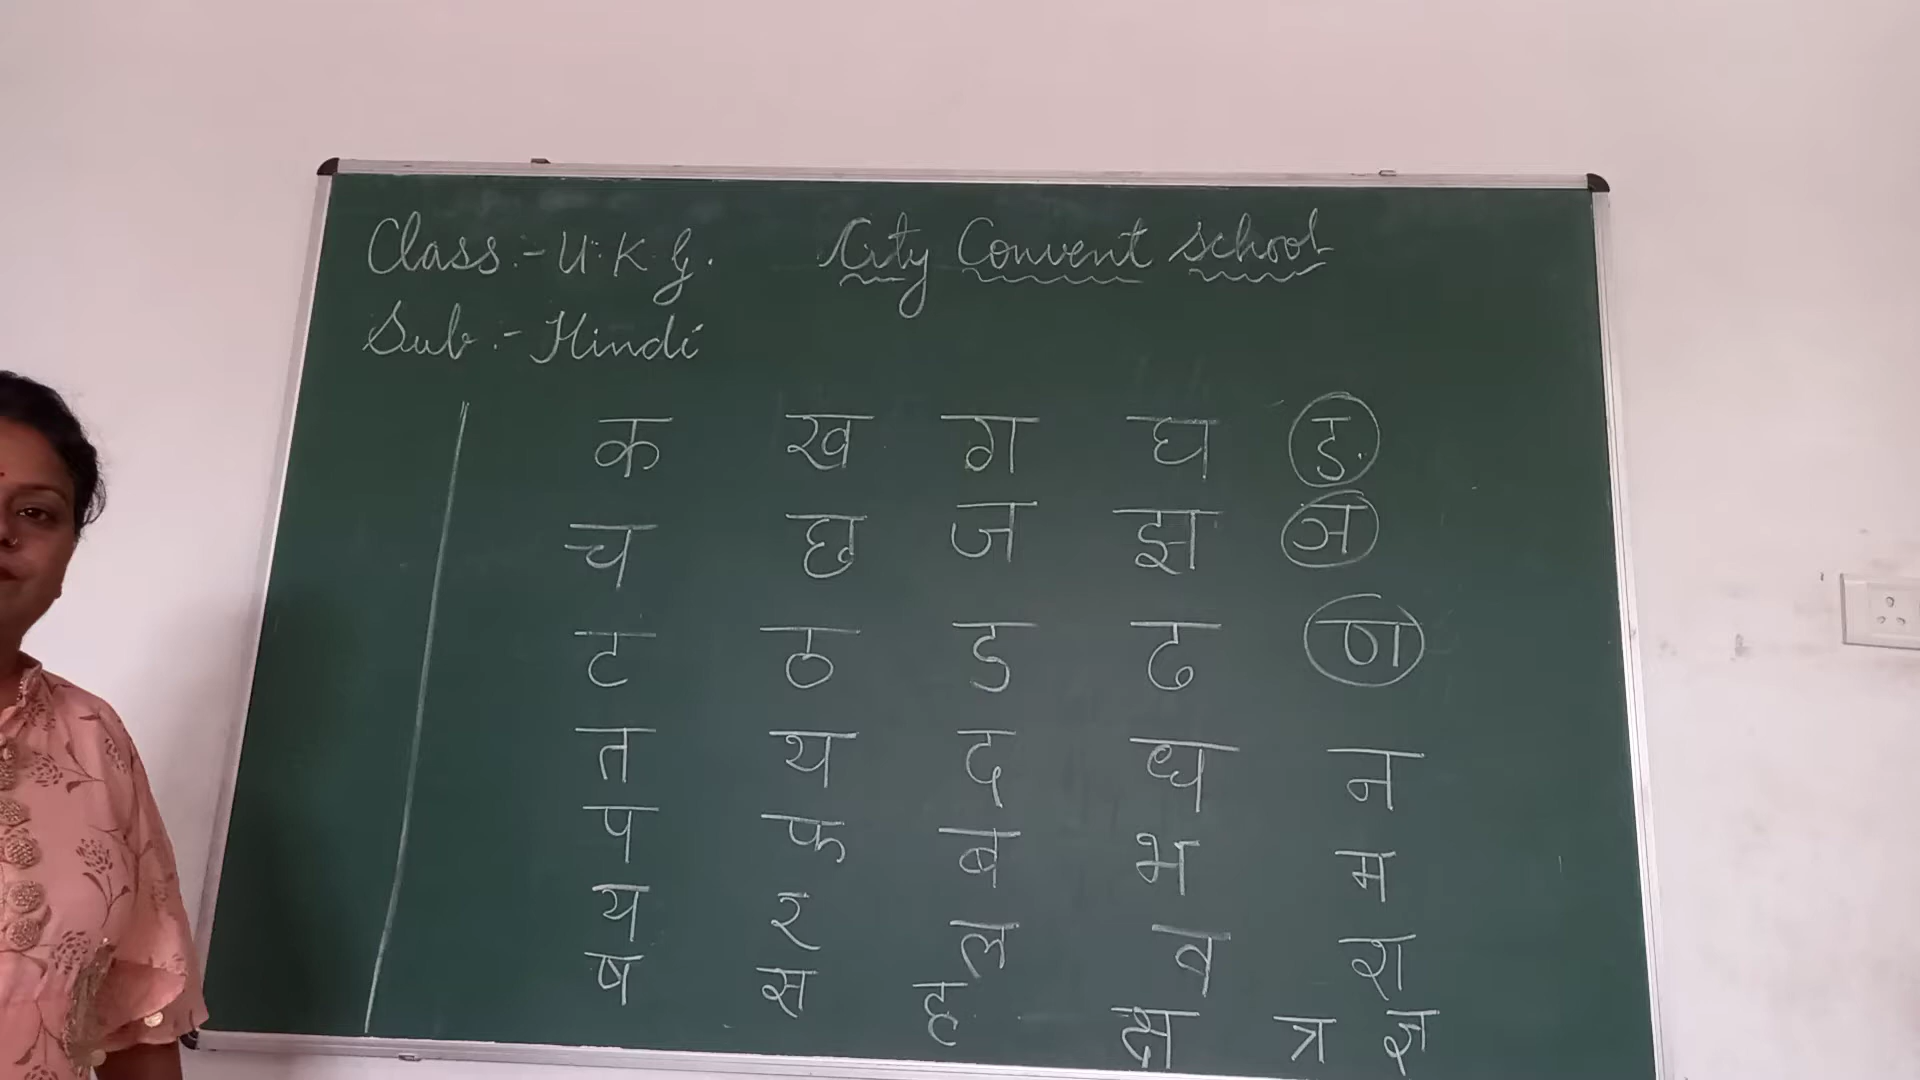 Class:- U.K.G. City Convent School
Sub:- Hindi
क ख ग घ ङ
च छ ज झ ञ
ट ठ ड ढ ण
त थ द ध न
प फ ब भ म
य र ल व श
ष स ह क्ष त्र ज्ञ